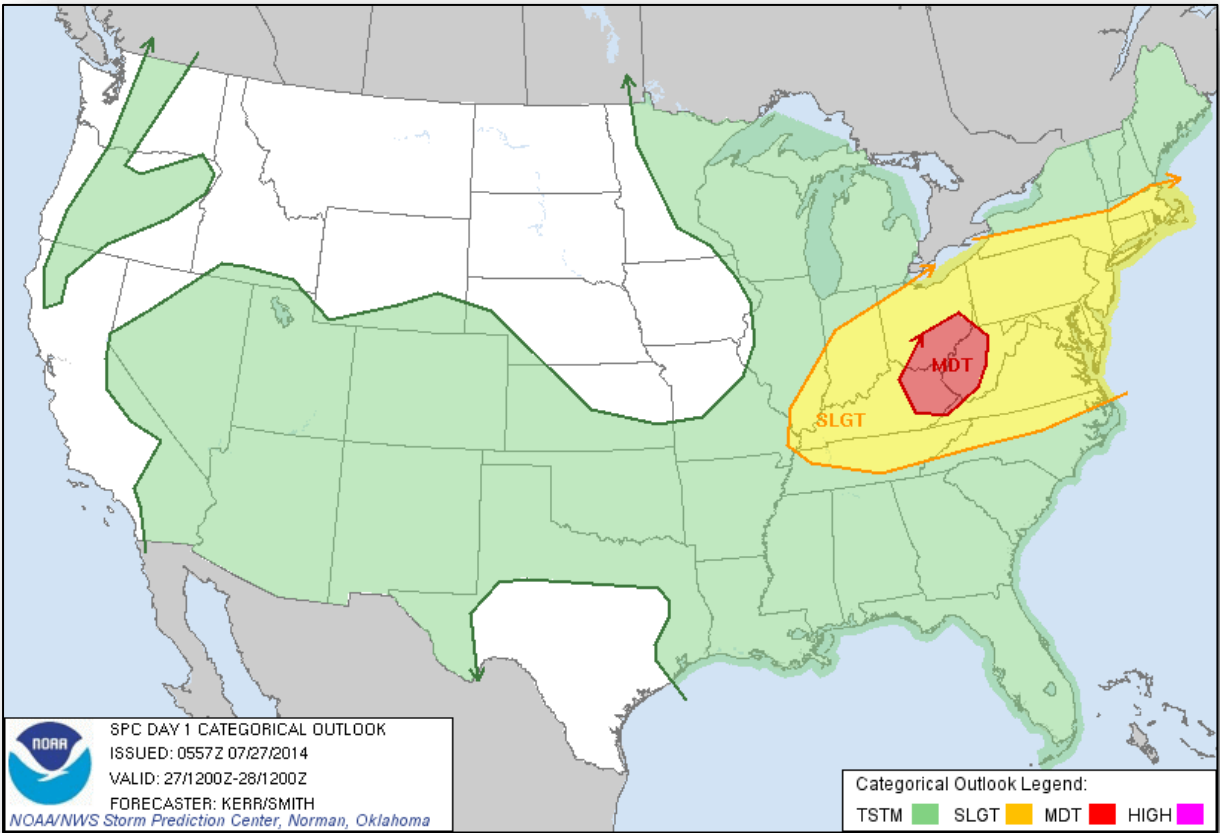 MDT
SLGT
NOAA
SPC DAY 1 CATEGORICAL OUTLOOK
ISSUED: 0557Z 07/27/2014
VALID: 27/1200Z-28/1200Z
FORECASTER: KERR/SMITH
NOAA/NWS Storm Prediction Center, Norman, Oklahoma
Categorical Outlook Legend:
TSTM SLGT MDT HIGH